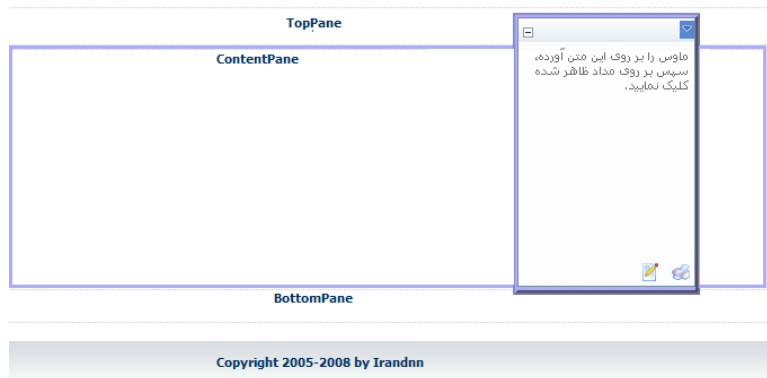 TopPane
ContentPane
ماوس را بر روی این متن آورده،
سپس بر روی مداد ظاهر شده
کلیک نمایید.
BottomPane
Copyright 2005-2008 by Irandnn